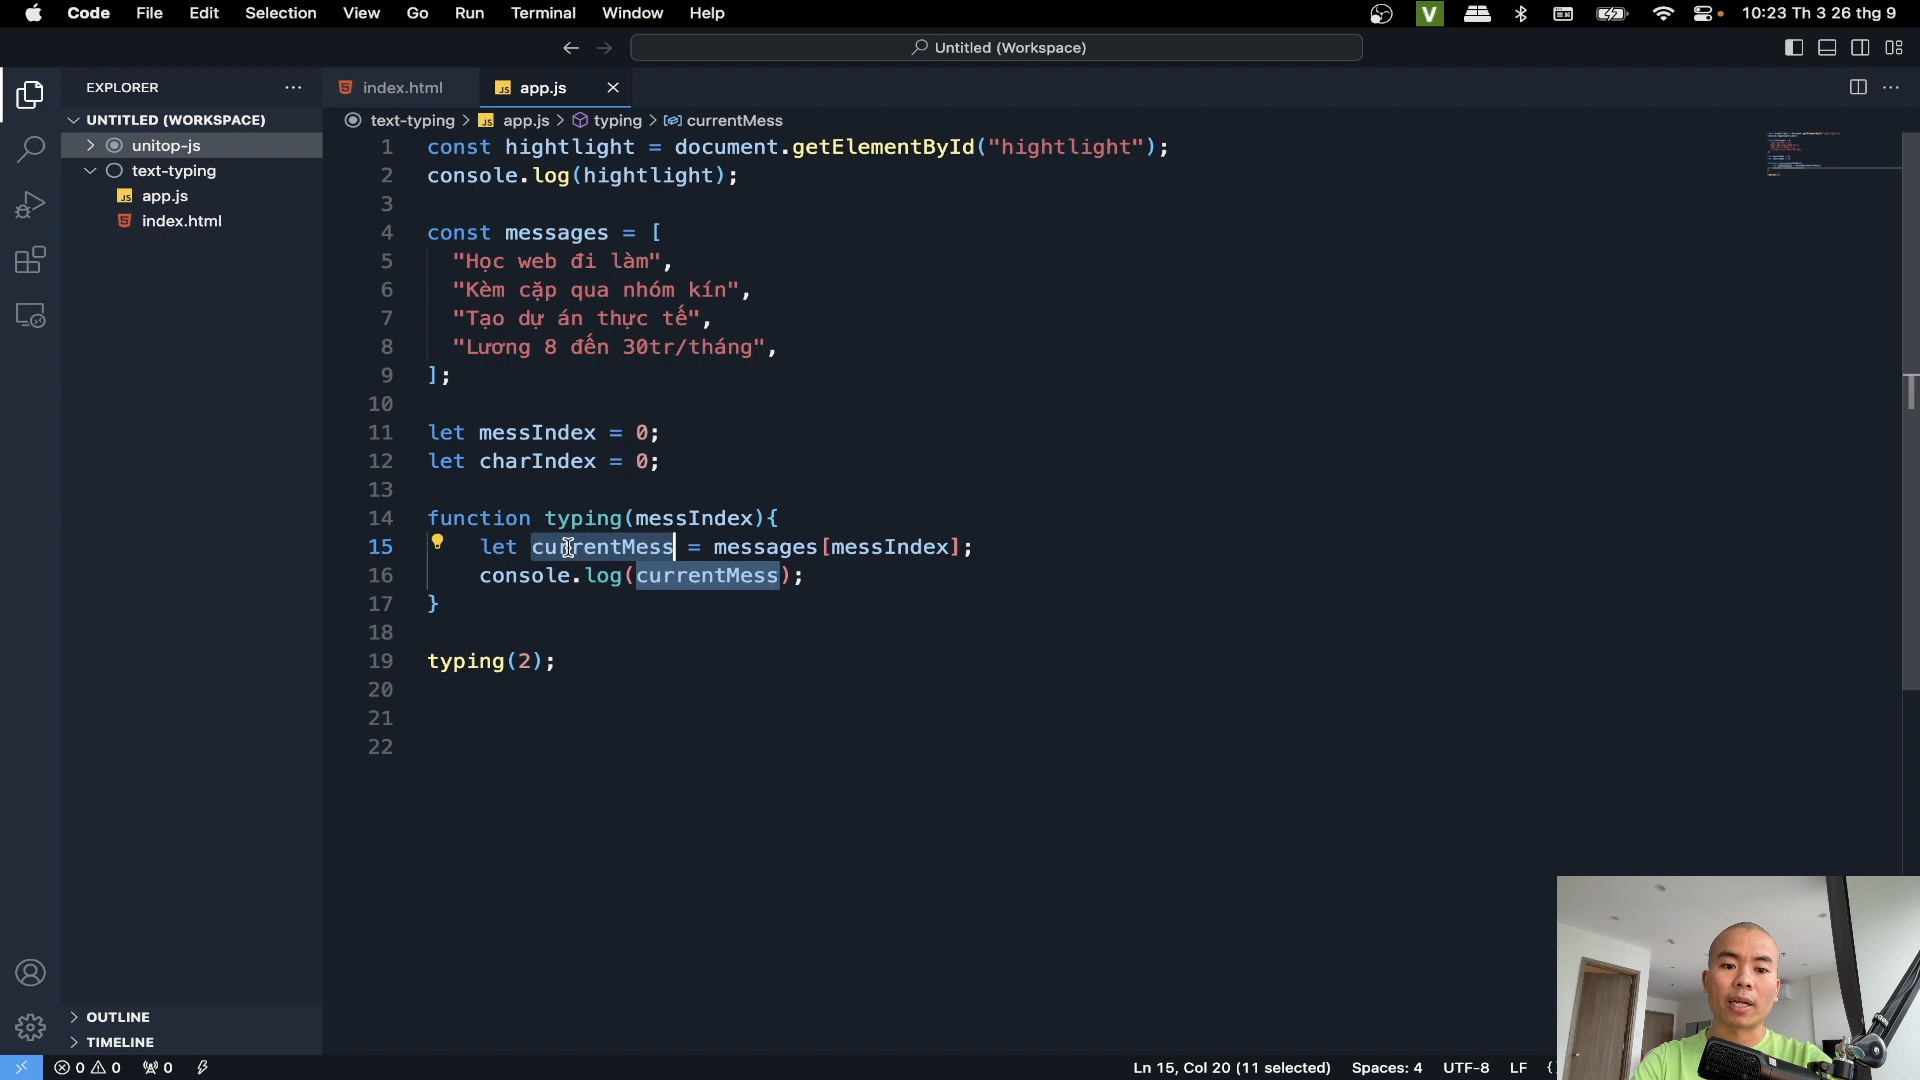 Code File Edit Selection View Go Run Terminal Window Help
V
10:23 Th 3 26 thg 9
Untitled (Workspace)
EXPLORER
UNTITLED (WORKSPACE)
unitop-js
text-typing
JS app.js
index.html
OUTLINE
TIMELINE
index.html
JS app.js
text-typing > JS app.js > typing > currentMess
1 const hightlight = document.getElementById("hightlight");
2 console.log(hightlight);
3
4 const messages = [
5 "Học web đi làm",
6 "Kèm cặp qua nhóm kín",
7 "Tạo dự án thực tế",
8 "Lương 8 đến 30tr/tháng",
9 ];
10
11 let messIndex = 0;
12 let charIndex = 0;
13
14 function typing(messIndex){
15 let currentMess = messages[messIndex];
16 console.log(currentMess);
17 }
18
19 typing(2);
20
21
22
0 0 0
Ln 15, Col 20 (11 selected) Spaces: 4 UTF-8 LF {